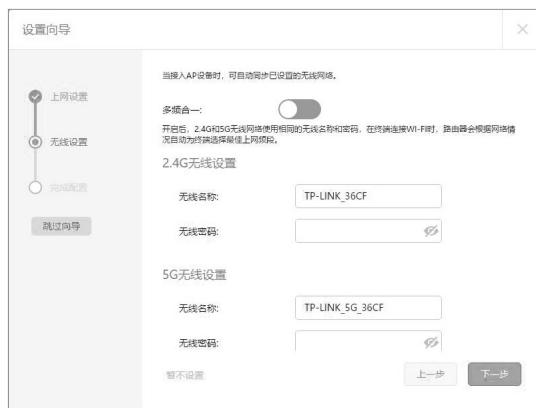 设置向导
当接入AP设备时，可自动同步已设置的无线网络。
上网设置
无线设置
完成配置
跳过向导
多频合一:
开启后，2.4G和5G无线网络使用相同的无线名称和密码，在终端连接WI-FI时，路由器会根据网络情
况自动为终端选择最佳上网频段。
2.4G无线设置
无线名称: TP-LINK_36CF
无线密码:
5G无线设置
无线名称: TP-LINK_5G_36CF
无线密码:
暂不设置 上一步 下一步